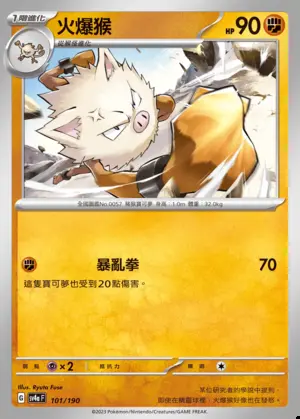 1階進化
火爆猴
HP 90
從猴怪進化
全國圖鑑No.0057 豬猴寶可夢 身高：1.0m 體重：32.0kg
暴亂拳 70
這隻寶可夢也受到20點傷害。
弱點 ×2 抵抗力 撤退
Illus. Ryota Fuse
G sv4a F 101/190
©2023 Pokémon/Nintendo/Creatures/GAME FREAK.